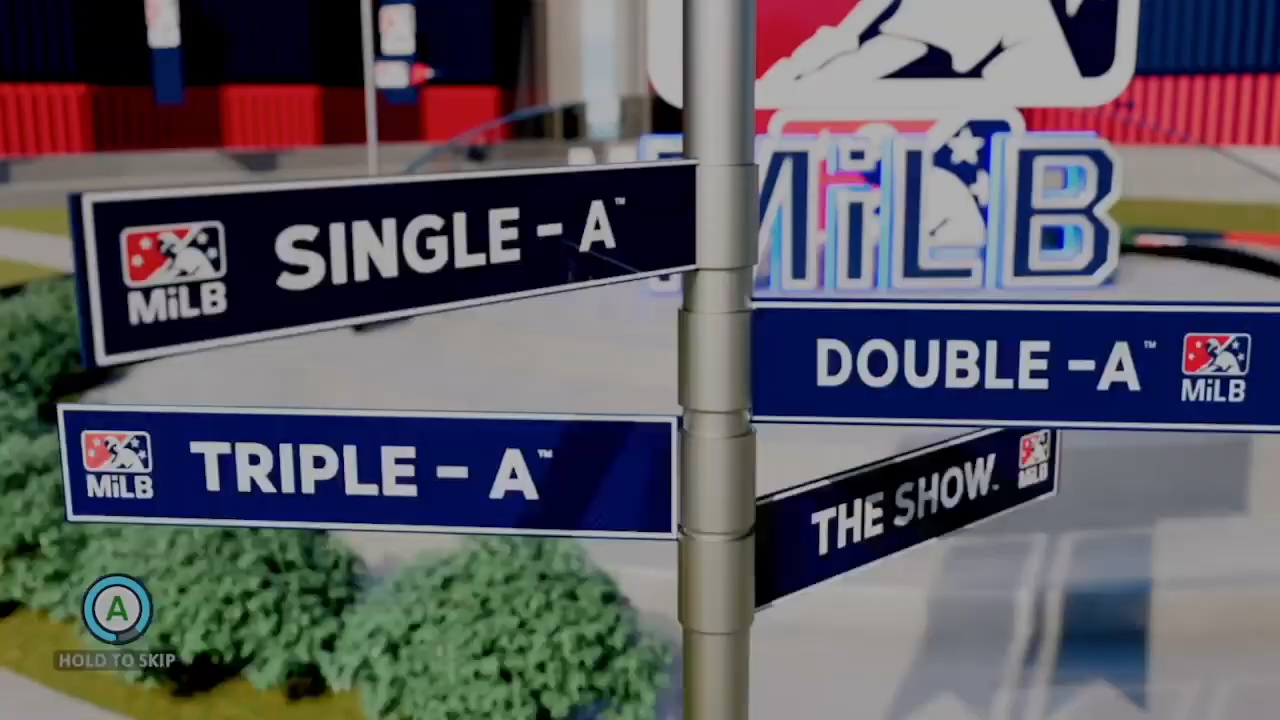 MiLB
SINGLE - A™
MiLB
DOUBLE - A™
MiLB
TRIPLE - A™
MiLB
THE SHOW.
MiLB
A
HOLD TO SKIP